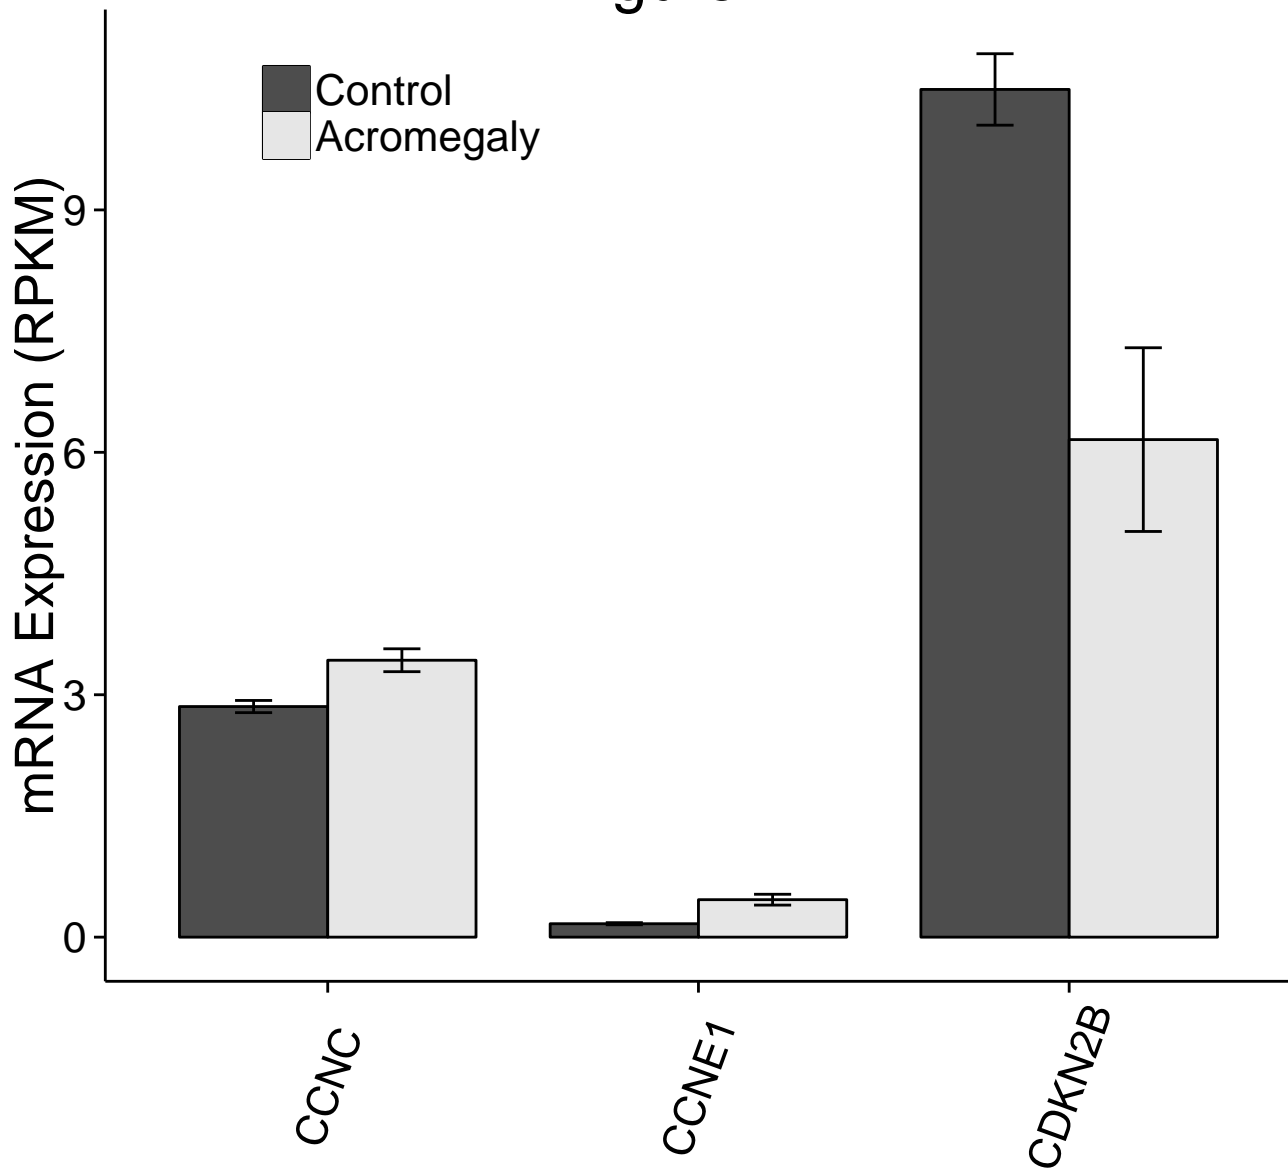 Control
Acromegaly
mRNA Expression (RPKM)
9
6
3
0
CCNC
CCNE1
CDKN2B